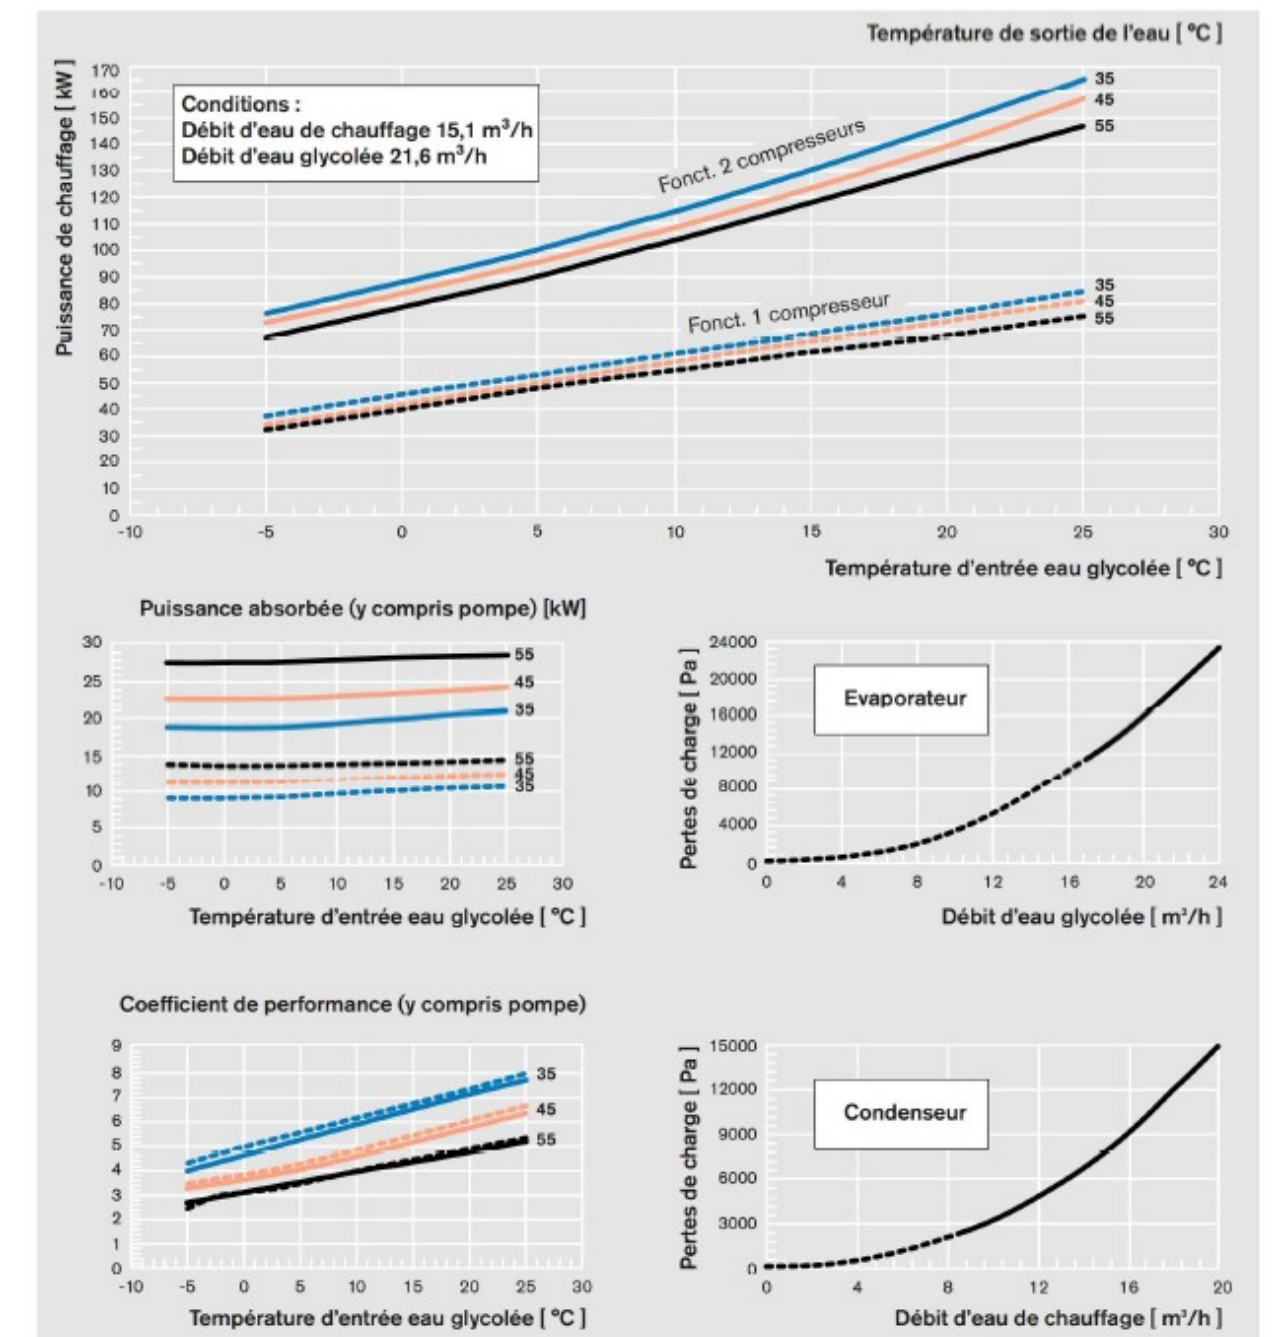 Température de sortie de l'eau [ °C ]
Puissance de chauffage [ kW ]
170
160
150
140
130
120
110
100
90
80
70
60
50
40
30
20
10
0
Conditions :
Débit d'eau de chauffage 15,1 m³/h
Débit d'eau glycolée 21,6 m³/h
Fonct. 2 compresseurs
35
45
55
Fonct. 1 compresseur
35
45
55
-10 -5 0 5 10 15 20 25 30
Température d'entrée eau glycolée [ °C ]
Puissance absorbée (y compris pompe) [kW]
30
25
20
15
10
5
0
55
45
35
55
45
35
-10 -5 0 5 10 15 20 25 30
Température d'entrée eau glycolée [ °C ]
Pertes de charge [ Pa ]
24000
20000
16000
12000
8000
4000
0
Evaporateur
0 4 8 12 16 20 24
Débit d'eau glycolée [ m³/h ]
Coefficient de performance (y compris pompe)
9
8
7
6
5
4
3
2
1
0
35
45
55
-10 -5 0 5 10 15 20 25 30
Température d'entrée eau glycolée [ °C ]
Pertes de charge [ Pa ]
15000
12000
9000
6000
3000
0
Condenseur
0 4 8 12 16 20
Débit d'eau de chauffage [ m³/h ]